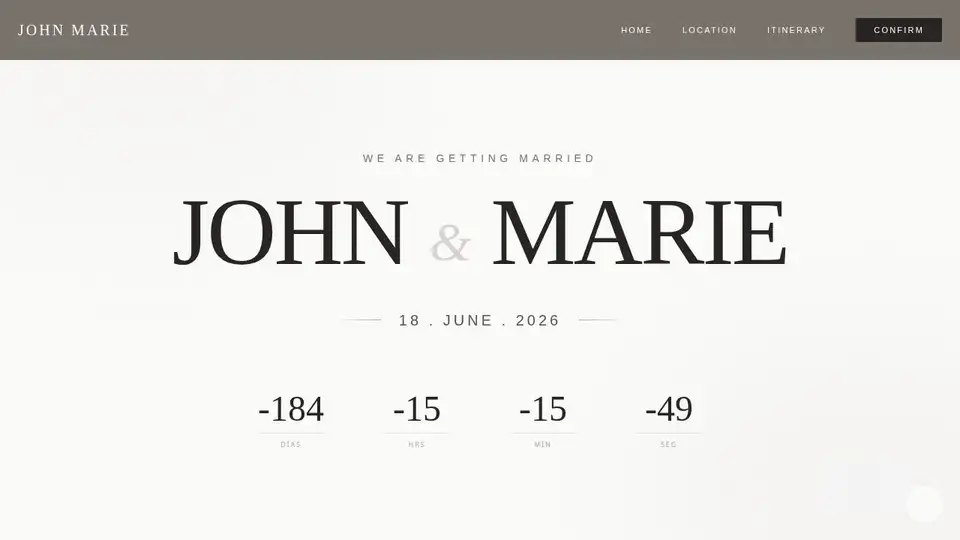 JOHN MARIE
HOME LOCATION ITINERARY CONFIRM
WE ARE GETTING MARRIED
JOHN & MARIE
18 . JUNE . 2026
-184 -15 -15 -49
DÍAS HRS MIN SEG